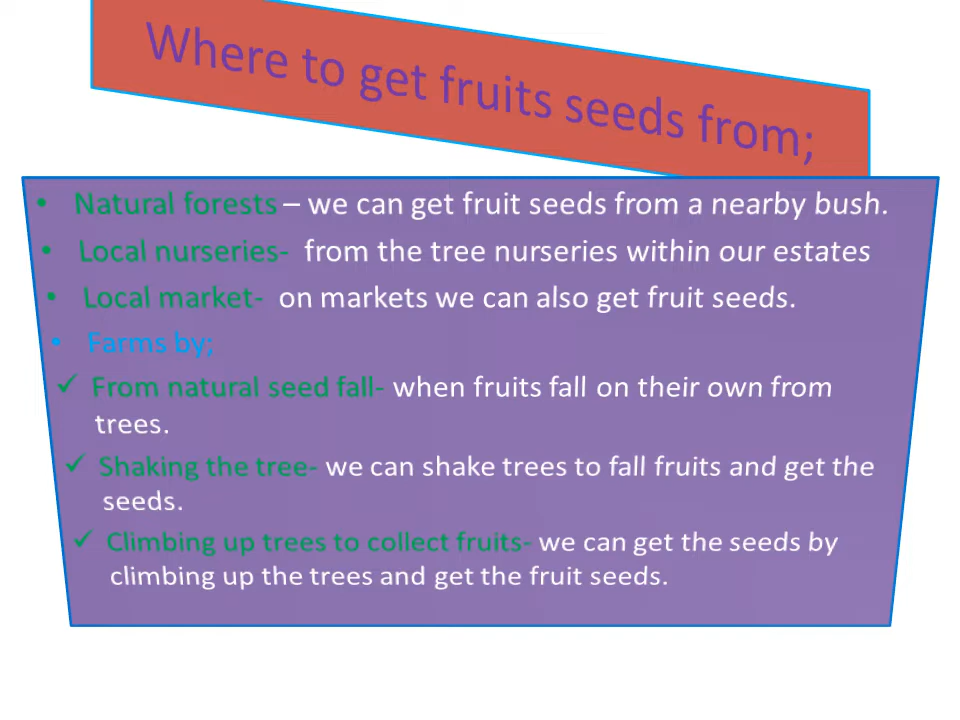 Where to get fruits seeds from;
• Natural forests – we can get fruit seeds from a nearby bush.
• Local nurseries- from the tree nurseries within our estates
• Local market- on markets we can also get fruit seeds.
• Farms by;
✓ From natural seed fall- when fruits fall on their own from
trees.
✓ Shaking the tree- we can shake trees to fall fruits and get the
seeds.
✓ Climbing up trees to collect fruits- we can get the seeds by
climbing up the trees and get the fruit seeds.